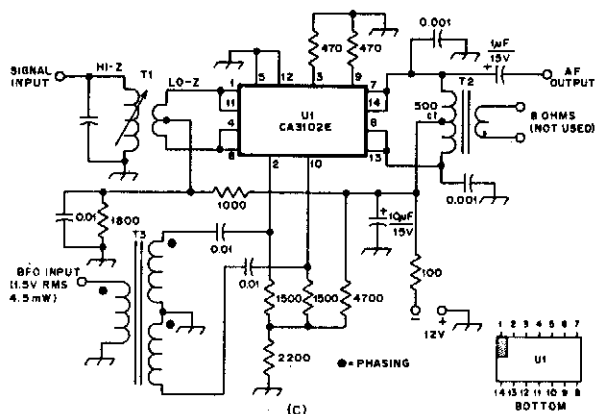 0.001
1µF
15V
470
470
HI-Z
T1
LO-Z
SIGNAL INPUT
1
11
4
6
5
12
3
9
7
14
8
13
2
10
U1
CA3102E
T2
500
CT
AF OUTPUT
8 OHMS
(NOT USED)
0.001
1000
10µF
15V
0.01
1800
T3
0.01
0.01
BFO INPUT
(1.5V RMS
4.5mW)
1500
1500
4700
100
2200
= PHASING
- +
12V
1 2 3 4 5 6 7
U1
14 13 12 11 10 9 8
BOTTOM
(C)